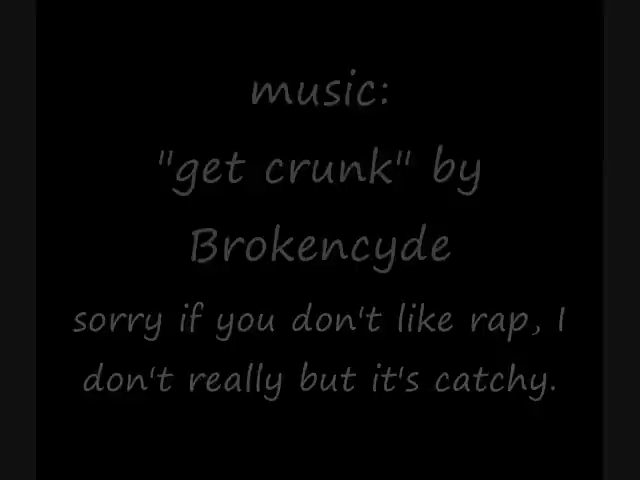 music:
"get crunk" by
Brokencyde
sorry if you don't like rap, I
don't really but it's catchy.